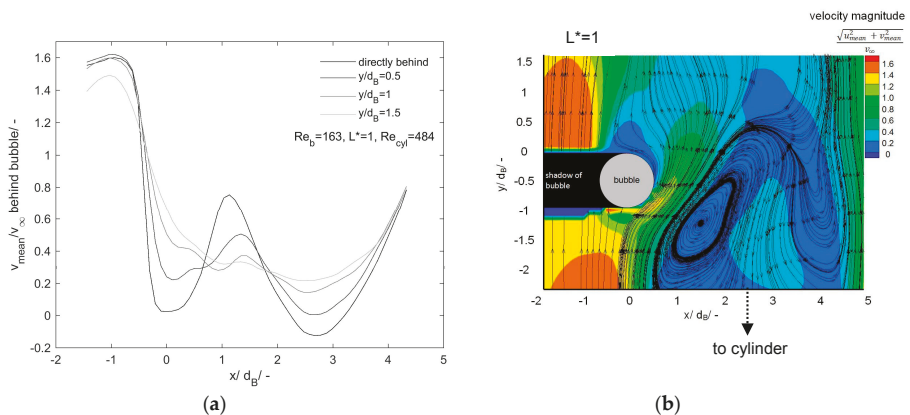 1.6
1.4
1.2
1
0.8
0.6
0.4
0.2
0
-0.2
v_mean/v_∞ behind bubble/ -
directly behind
y/d_B=0.5
y/d_B=1
y/d_B=1.5
Re_b=163, L*=1, Re_cyl=484
-2 -1 0 1 2 3 4 5
x/ d_B/ -
(a)
L*=1
velocity magnitude
√(u²_mean + v²_mean)
v_∞
1.6
1.4
1.2
1.0
0.8
0.6
0.4
0.2
0
1.5
1
0.5
0
-0.5
-1
-1.5
-2
y/ d_B/ -
shadow of
bubble
bubble
-2 -1 0 1 2 3 4 5
x/ d_B/ -
to cylinder
(b)